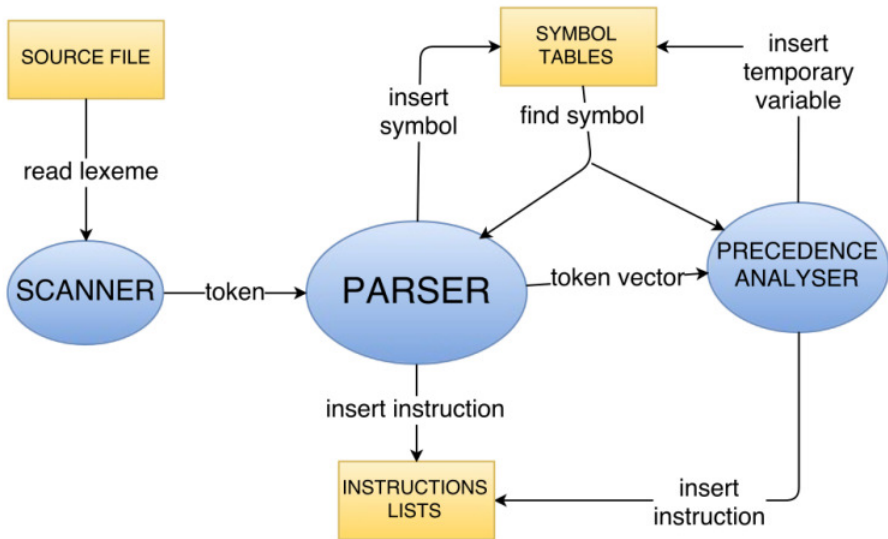 SOURCE FILE
SYMBOL
TABLES
insert
temporary
variable
insert
symbol
find symbol
read lexeme
SCANNER
token
PARSER
token vector
PRECEDENCE
ANALYSER
insert instruction
INSTRUCTIONS
LISTS
insert
instruction